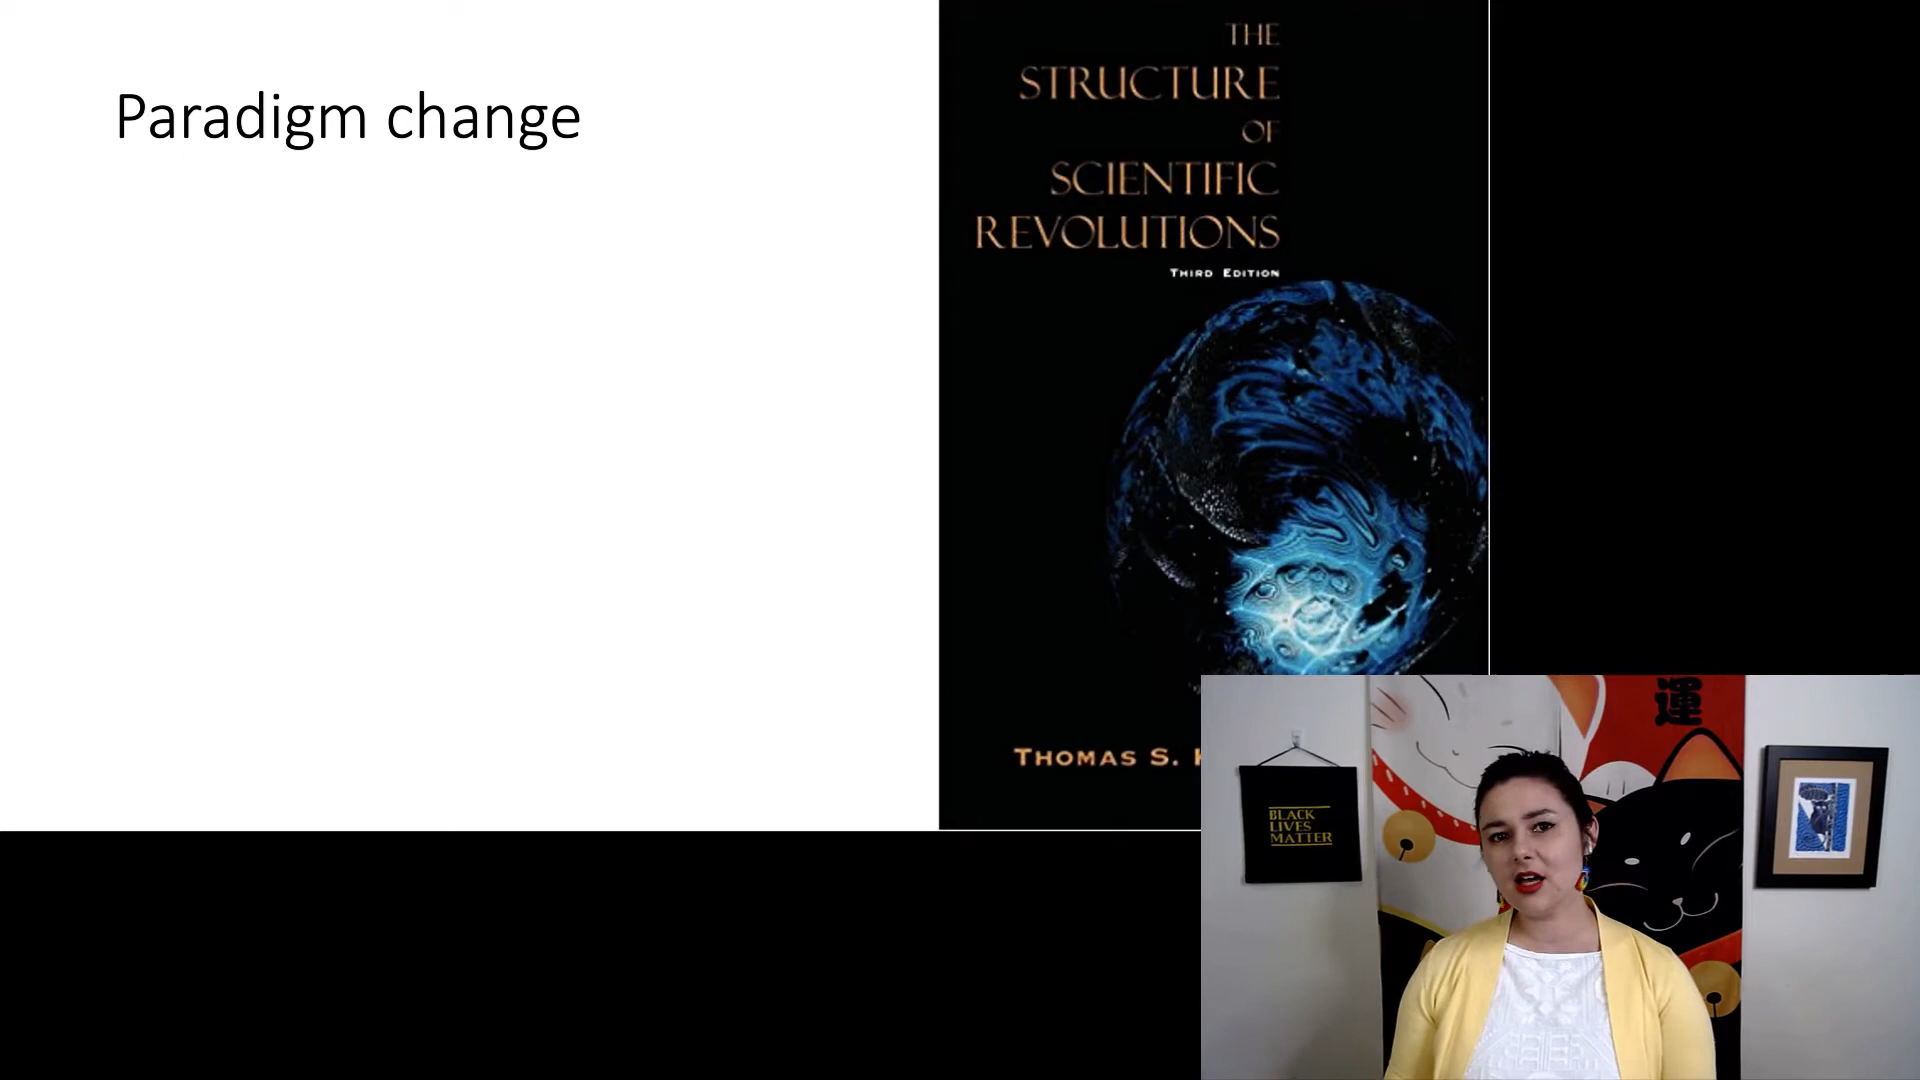 Paradigm change
THE
STRUCTURE
OF
SCIENTIFIC
REVOLUTIONS
THIRD EDITION
THOMAS S.
運
BLACK
LIVES
MATTER